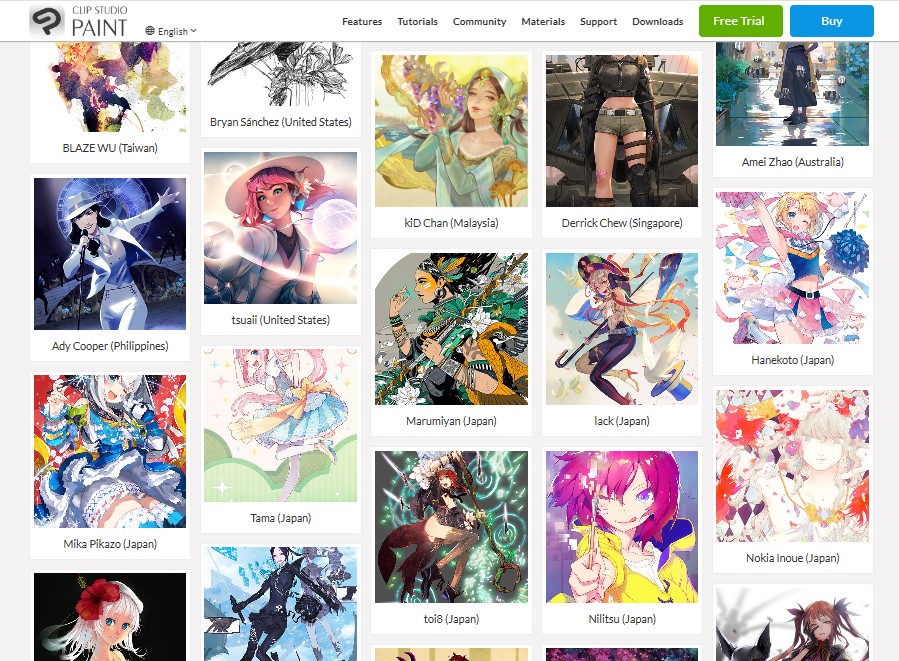 CLIP STUDIO
PAINT
English
Features
Tutorials
Community
Materials
Support
Downloads
Free Trial
Buy
BLAZE WU (Taiwan)
Bryan Sánchez (United States)
kiD Chan (Malaysia)
Derrick Chew (Singapore)
Amei Zhao (Australia)
Ady Cooper (Philippines)
tsuaii (United States)
Marumiyan (Japan)
lack (Japan)
Hanekoto (Japan)
Mika Pikazo (Japan)
Tama (Japan)
toi8 (Japan)
Nilitsu (Japan)
Nokia Inoue (Japan)